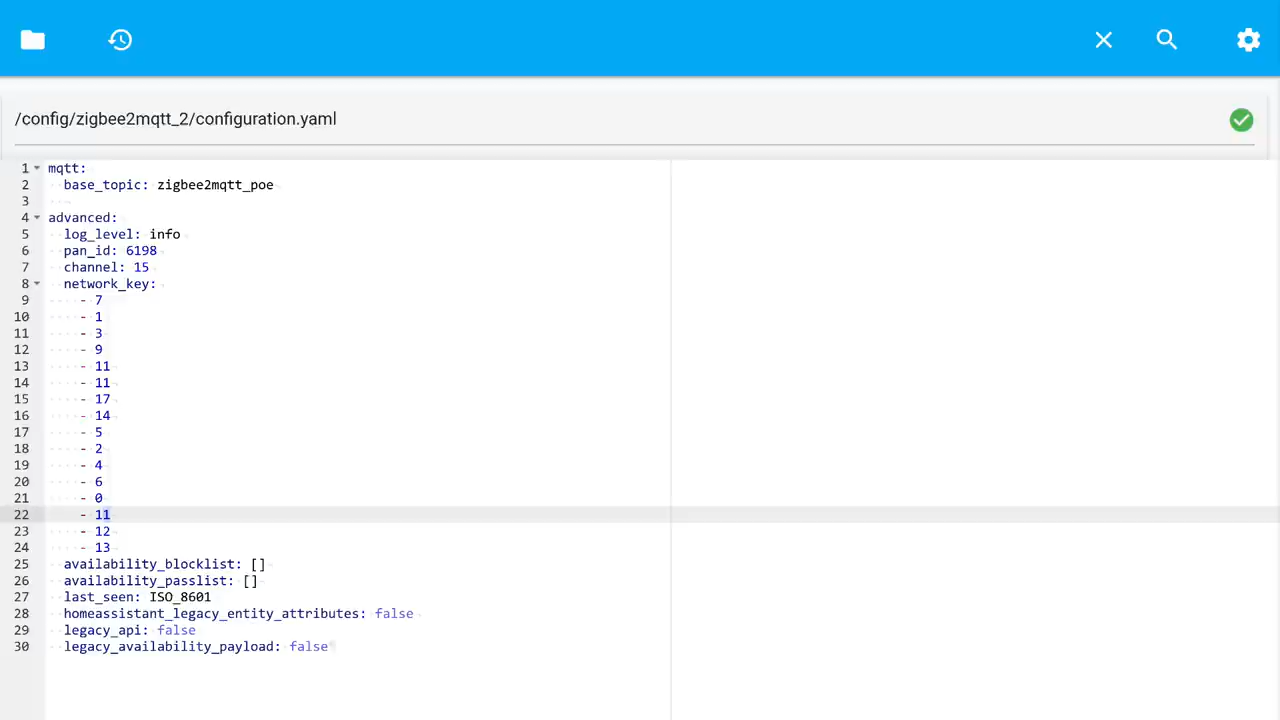 /config/zigbee2mqtt_2/configuration.yaml
1 mqtt:
2 base_topic: zigbee2mqtt_poe
3
4 advanced:
5 log_level: info
6 pan_id: 6198
7 channel: 15
8 network_key:
9 - 7
10 - 1
11 - 3
12 - 9
13 - 11
14 - 11
15 - 17
16 - 14
17 - 5
18 - 2
19 - 4
20 - 6
21 - 0
22 - 11
23 - 12
24 - 13
25 availability_blocklist: []
26 availability_passlist: []
27 last_seen: ISO_8601
28 homeassistant_legacy_entity_attributes: false
29 legacy_api: false
30 legacy_availability_payload: false